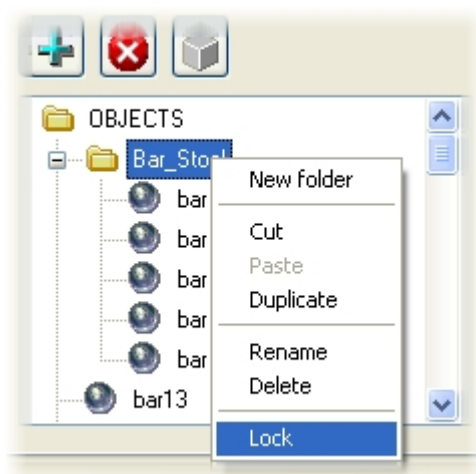 OBJECTS
Bar_Stool
New folder
bar
Cut
bar
Paste
bar
Duplicate
bar
Rename
bar
Delete
bar13
Lock